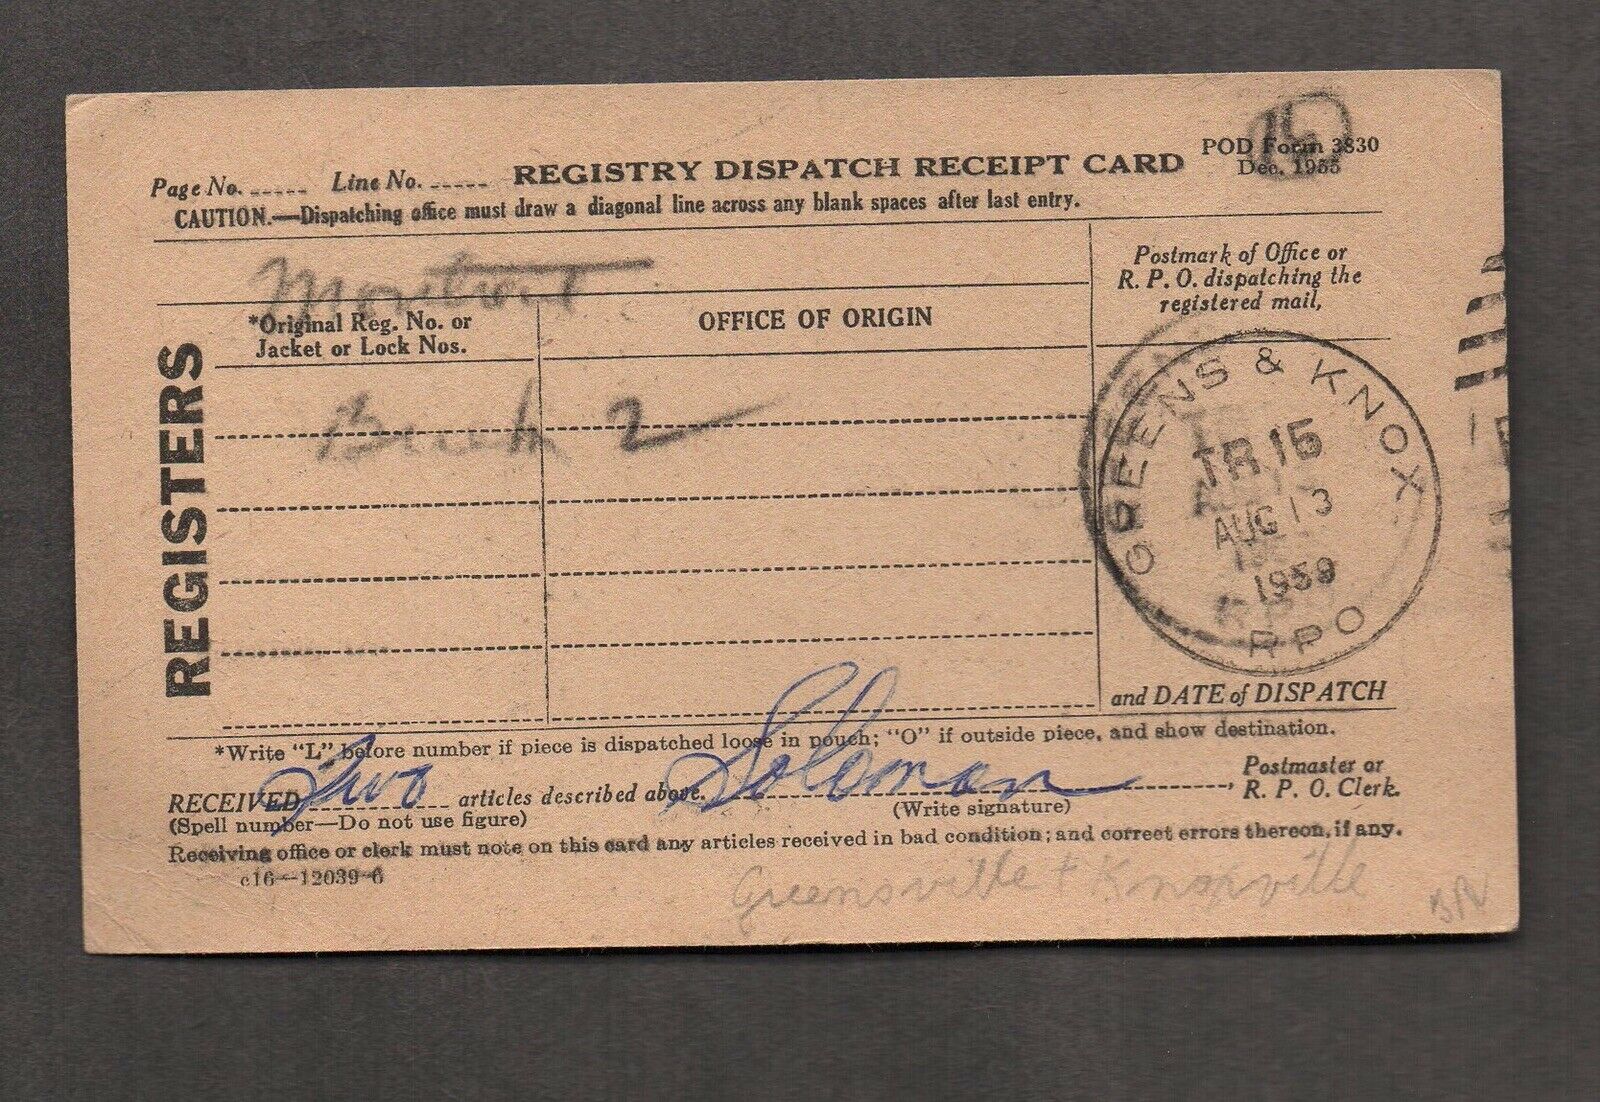 POD Form 3830
Dec. 1955
Page No. ----- Line No. ----- REGISTRY DISPATCH RECEIPT CARD
CAUTION.—Dispatching office must draw a diagonal line across any blank spaces after last entry.
Postmark of Office or
R. P. O. dispatching the
registered mail,
*Original Reg. No. or
Jacket or Lock Nos.
OFFICE OF ORIGIN
REGISTERS
2
GREENS & KNOX
TR 15
AUG 13
1959
RPO
and DATE of DISPATCH
*Write "L" before number if piece is dispatched loose in pouch; "O" if outside piece, and show destination.
RECEIVED Two articles described above. Solomon, Postmaster or
R. P. O. Clerk.
(Spell number—Do not use figure) (Write signature)
Receiving office or clerk must note on this card any articles received in bad condition; and correct errors thereon, if any.
c16—12039-6
Greensville + Knoxville